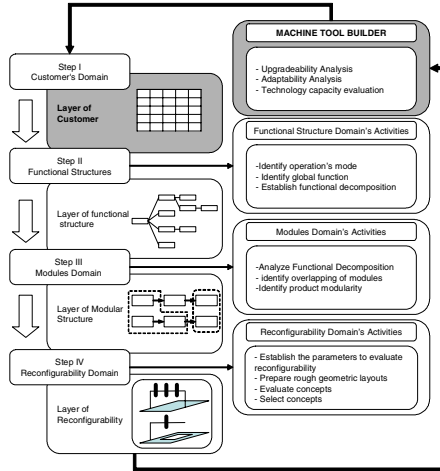 Step I
Customer's Domain
Layer of
Customer
Step II
Functional Structures
Layer of functional
structure
Step III
Modules Domain
Layer of Modular
Structure
Step IV
Reconfigurability Domain
Layer of
Reconfigurability
MACHINE TOOL BUILDER
- Upgradeability Analysis
- Adaptability Analysis
- Technology capacity evaluation
Functional Structure Domain's Activities
-Identify operation's mode
- Identify global function
- Establish functional decomposition
Modules Domain's Activities
-Analyze Functional Decomposition
- identify overlapping of modules
-Identify product modularity
Reconfigurability Domain's Activities
- Establish the parameters to evaluate
reconfigurability
- Prepare rough geometric layouts
- Evaluate concepts
- Select concepts